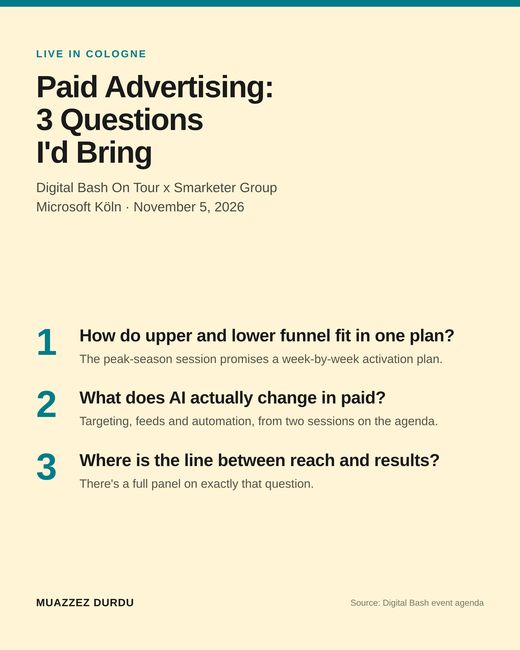 LIVE IN COLOGNE
Paid Advertising:
3 Questions
I'd Bring
Digital Bash On Tour x Smarketer Group
Microsoft Köln · November 5, 2026
1
How do upper and lower funnel fit in one plan?
The peak-season session promises a week-by-week activation plan.
2
What does AI actually change in paid?
Targeting, feeds and automation, from two sessions on the agenda.
3
Where is the line between reach and results?
There's a full panel on exactly that question.
MUAZZEZ DURDU
Source: Digital Bash event agenda